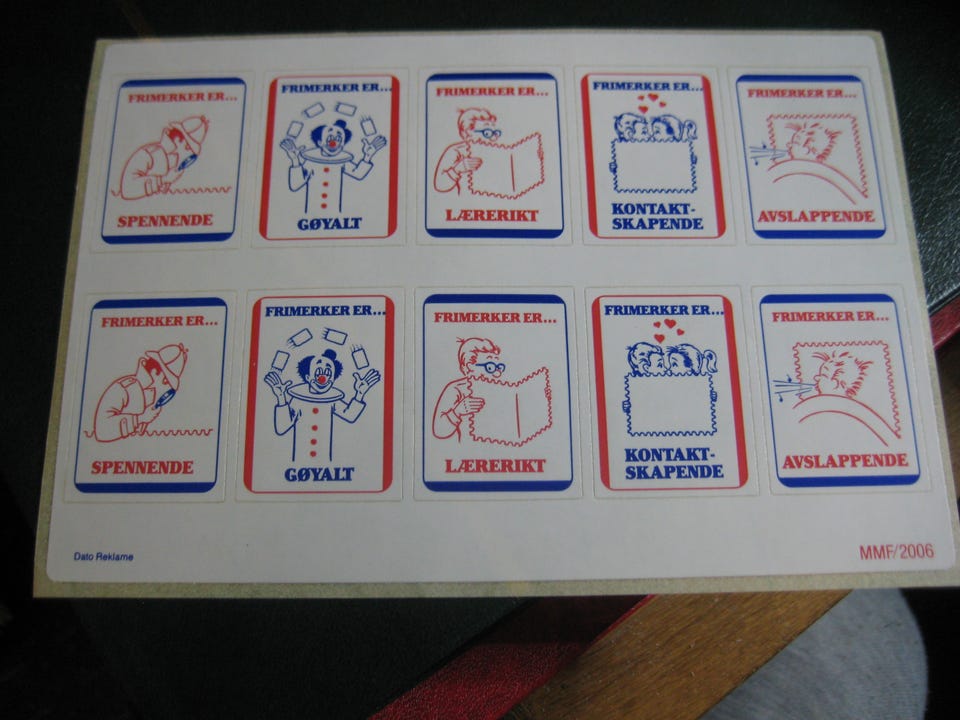 FRIMERKER ER...
SPENNENDE
FRIMERKER ER...
GØYALT
FRIMERKER ER...
LÆRERIKT
FRIMERKER ER...
KONTAKT-
SKAPENDE
FRIMERKER ER...
AVSLAPPENDE
FRIMERKER ER...
SPENNENDE
FRIMERKER ER...
GØYALT
FRIMERKER ER...
LÆRERIKT
FRIMERKER ER...
KONTAKT-
SKAPENDE
FRIMERKER ER...
AVSLAPPENDE
Dato Reklame
MMF/2006